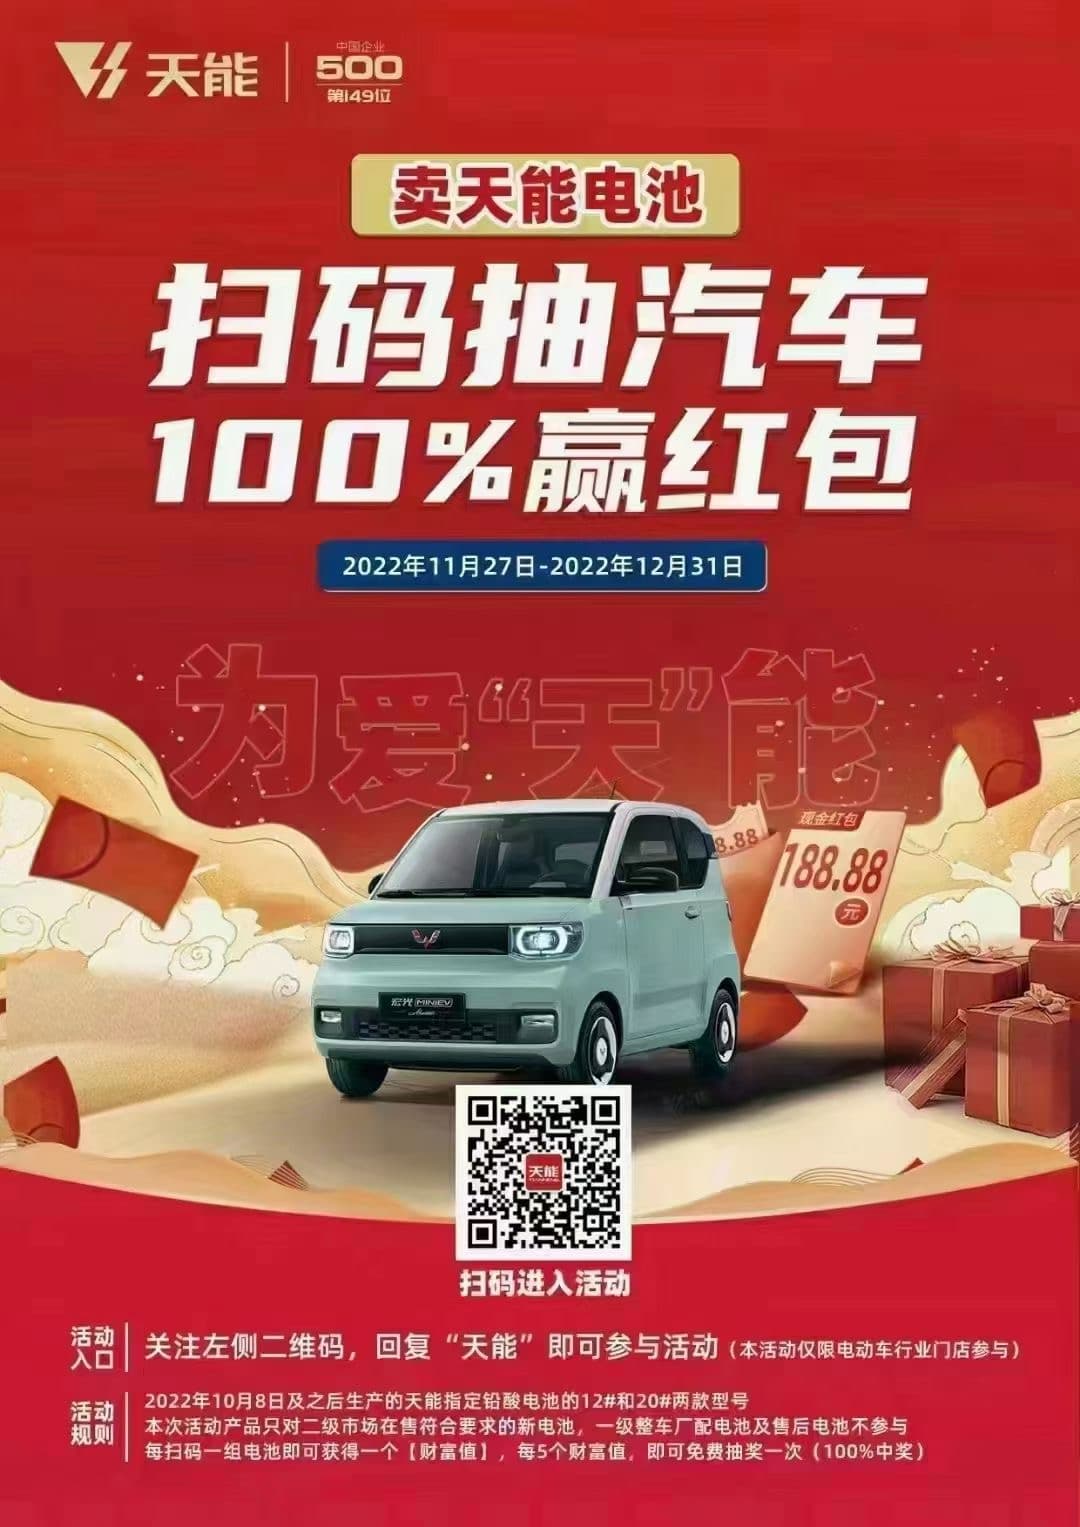 天能
中国企业
500
第149位
卖天能电池
扫码抽汽车
100%赢红包
2022年11月27日-2022年12月31日
为爱“天”能
8.88
现金红包
188.88
元
宏光 MINIEV
天能
扫码进入活动
活动入口
关注左侧二维码，回复“天能”即可参与活动（本活动仅限电动车行业门店参与）
活动规则
2022年10月8日及之后生产的天能指定铅酸电池的12#和20#两款型号
本次活动产品只对二级市场在售符合要求的新电池，一级整车厂配电池及售后电池不参与
每扫码一组电池即可获得一个【财富值】，每5个财富值，即可免费抽奖一次（100%中奖）